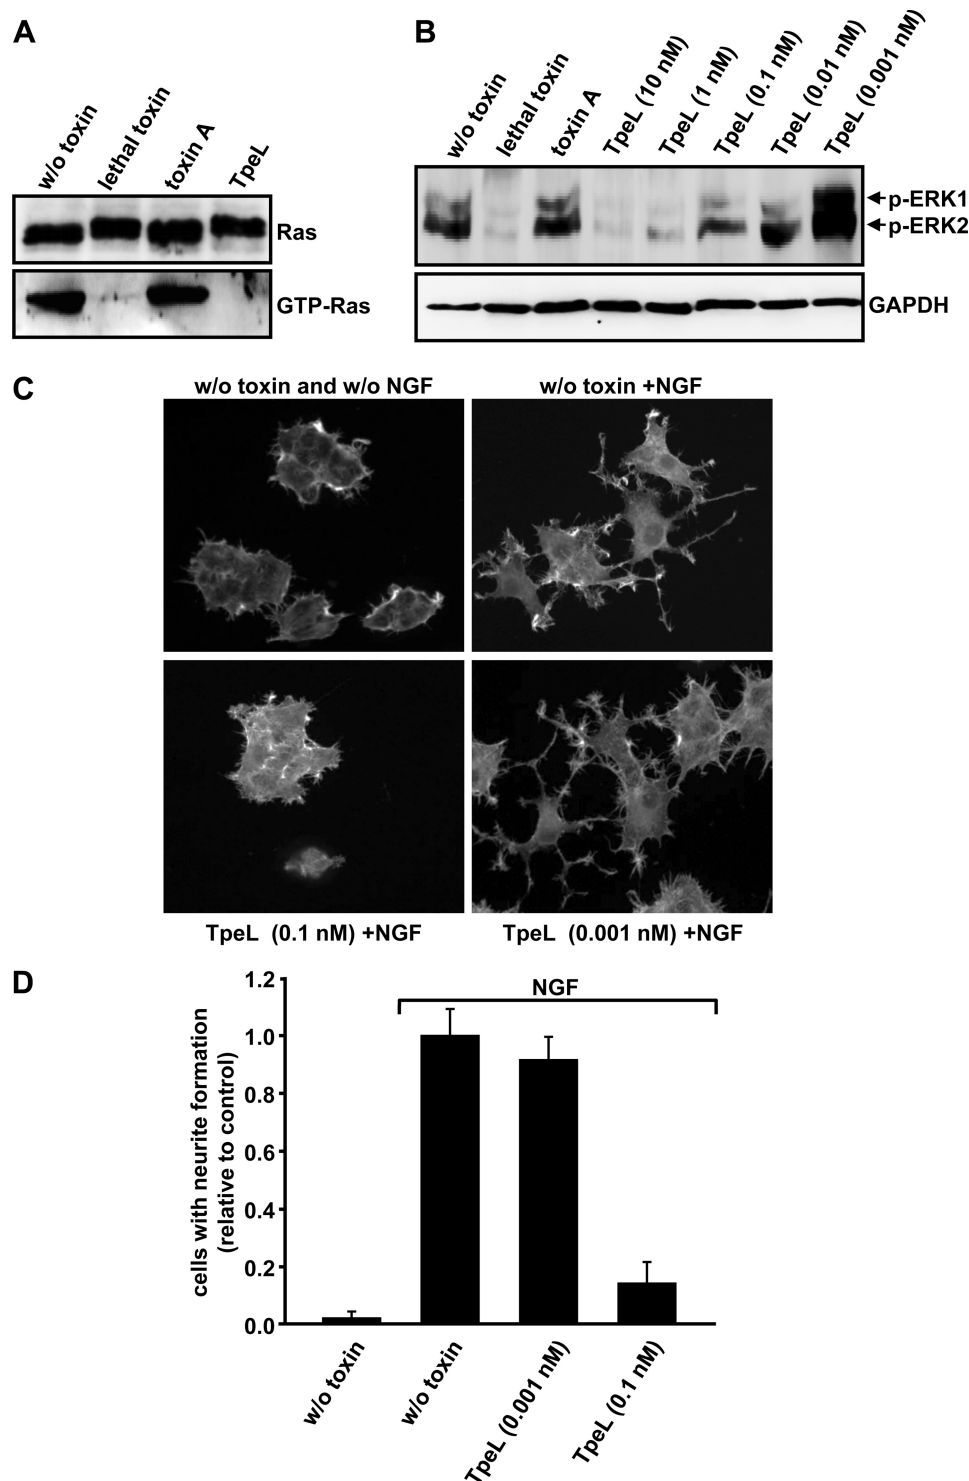 A
w/o toxin
lethal toxin
toxin A
TpeL
Ras
GTP-Ras
B
w/o toxin
lethal toxin
toxin A
TpeL (10 nM)
TpeL (1 nM)
TpeL (0.1 nM)
TpeL (0.01 nM)
TpeL (0.001 nM)
p-ERK1
p-ERK2
GAPDH
C
w/o toxin and w/o NGF
w/o toxin +NGF
TpeL (0.1 nM) +NGF
TpeL (0.001 nM) +NGF
D
cells with neurite formation
(relative to control)
1.2
1.0
0.8
0.6
0.4
0.2
0.0
NGF
w/o toxin
w/o toxin
TpeL (0.001 nM)
TpeL (0.1 nM)